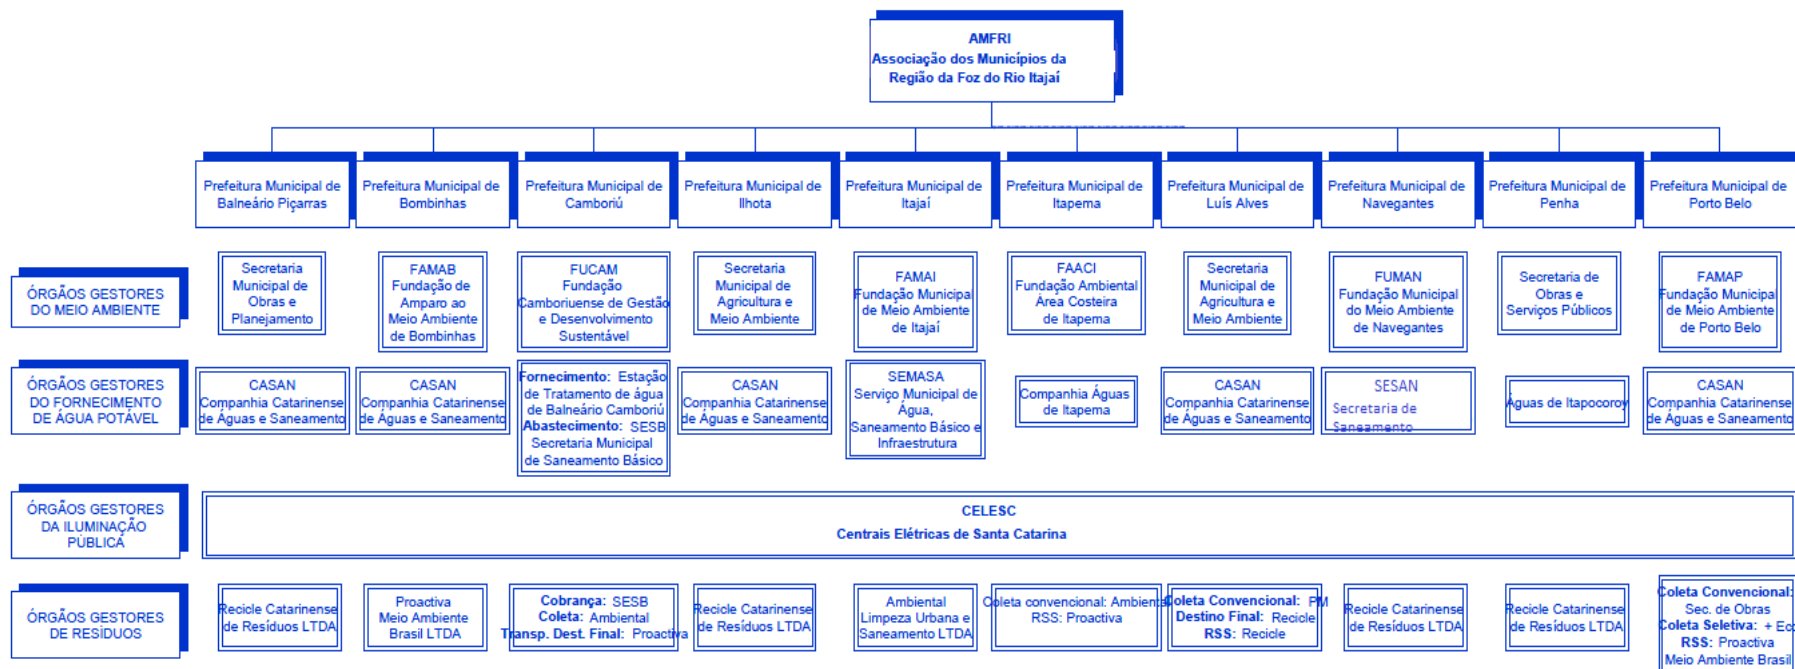 AMFRI
Associação dos Municípios da
Região da Foz do Rio Itajaí
Prefeitura Municipal de
Balneário Piçarras
Prefeitura Municipal de
Bombinhas
Prefeitura Municipal de
Camboriú
Prefeitura Municipal de
Ilhota
Prefeitura Municipal de
Itajaí
Prefeitura Municipal de
Itapema
Prefeitura Municipal de
Luís Alves
Prefeitura Municipal de
Navegantes
Prefeitura Municipal de
Penha
Prefeitura Municipal de
Porto Belo
ÓRGÃOS GESTORES
DO MEIO AMBIENTE
Secretaria
Municipal de
Obras e
Planejamento
FAMAB
Fundação de
Amparo ao
Meio Ambiente
de Bombinhas
FUCAM
Fundação
Camboriuense de Gestão
e Desenvolvimento
Sustentável
Secretaria
Municipal de
Agricultura e
Meio Ambiente
FAMAI
Fundação Municipal
de Meio Ambiente
de Itajaí
FAACI
Fundação Ambiental
Área Costeira
de Itapema
Secretaria
Municipal de
Agricultura e
Meio Ambiente
FUMAN
Fundação Municipal
do Meio Ambiente
de Navegantes
Secretaria de
Obras e
Serviços Públicos
FAMAP
Fundação Municipal
de Meio Ambiente
de Porto Belo
ÓRGÃOS GESTORES
DO FORNECIMENTO
DE ÁGUA POTÁVEL
CASAN
Companhia Catarinense
de Águas e Saneamento
CASAN
Companhia Catarinense
de Águas e Saneamento
Fornecimento: Estação
de Tratamento de água
de Balneário Camboriú
Abastecimento: SESB
Secretaria Municipal
de Saneamento Básico
CASAN
Companhia Catarinense
de Águas e Saneamento
SEMASA
Serviço Municipal de
Água,
Saneamento Básico e
Infraestrutura
Companhia Águas
de Itapema
CASAN
Companhia Catarinense
de Águas e Saneamento
SESAN
Secretaria de
Saneamento
Águas de Itapocoroy
CASAN
Companhia Catarinense
de Águas e Saneamento
ÓRGÃOS GESTORES
DA ILUMINAÇÃO
PÚBLICA
CELESC
Centrais Elétricas de Santa Catarina
ÓRGÃOS GESTORES
DE RESÍDUOS
Recicle Catarinense
de Resíduos LTDA
Proactiva
Meio Ambiente
Brasil LTDA
Cobrança: SESB
Coleta: Ambiental
Transp. Dest. Final: Proactiva
Recicle Catarinense
de Resíduos LTDA
Ambiental
Limpeza Urbana e
Saneamento LTDA
Coleta convencional: Ambiental
RSS: Proactiva
Coleta Convencional: PM
Destino Final: Recicle
RSS: Recicle
Recicle Catarinense
de Resíduos LTDA
Recicle Catarinense
de Resíduos LTDA
Coleta Convencional:
Sec. de Obras
Coleta Seletiva: + Eco
RSS: Proactiva
Meio Ambiente Brasil